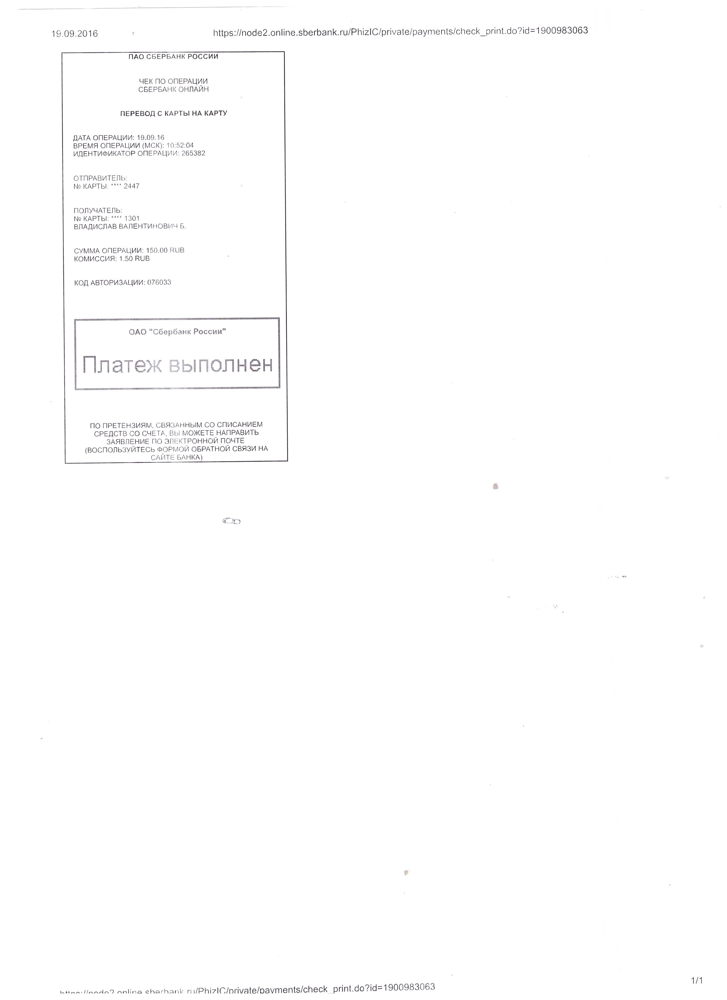 19.09.2016 https://node2.online.sberbank.ru/PhizIC/private/payments/check_print.do?id=1900983063
ПАО СБЕРБАНК РОССИИ
ЧЕК ПО ОПЕРАЦИИ
СБЕРБАНК ОНЛАЙН
ПЕРЕВОД С КАРТЫ НА КАРТУ
ДАТА ОПЕРАЦИИ: 19.09.16
ВРЕМЯ ОПЕРАЦИИ (МСК): 10:52:04
ИДЕНТИФИКАТОР ОПЕРАЦИИ: 265382
ОТПРАВИТЕЛЬ:
№ КАРТЫ: **** 2447
ПОЛУЧАТЕЛЬ:
№ КАРТЫ: **** 1301
ВЛАДИСЛАВ ВАЛЕНТИНОВИЧ Б.
СУММА ОПЕРАЦИИ: 150.00 RUB
КОМИССИЯ: 1.50 RUB
КОД АВТОРИЗАЦИИ: 076033
ОАО "Сбербанк России"
Платеж выполнен
ПО ПРЕТЕНЗИЯМ, СВЯЗАННЫМ СО СПИСАНИЕМ
СРЕДСТВ СО СЧЕТА, ВЫ МОЖЕТЕ НАПРАВИТЬ
ЗАЯВЛЕНИЕ ПО ЭЛЕКТРОННОЙ ПОЧТЕ
(ВОСПОЛЬЗУЙТЕСЬ ФОРМОЙ ОБРАТНОЙ СВЯЗИ НА
САЙТЕ БАНКА)
https://node2.online.sberbank.ru/PhizIC/private/payments/check_print.do?id=1900983063
1/1